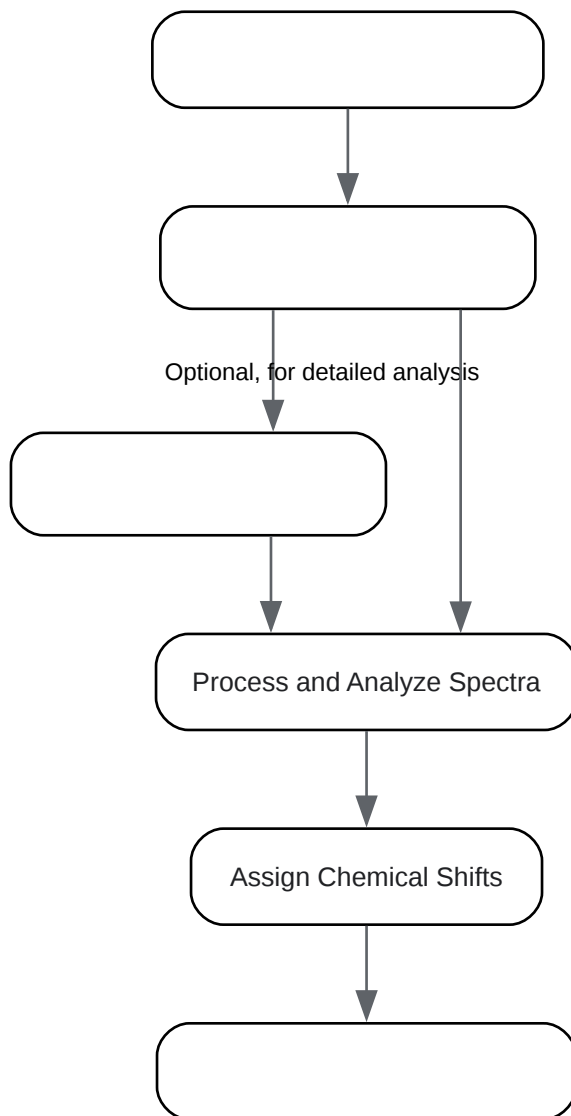 Optional, for detailed analysis
Process and Analyze Spectra
Assign Chemical Shifts